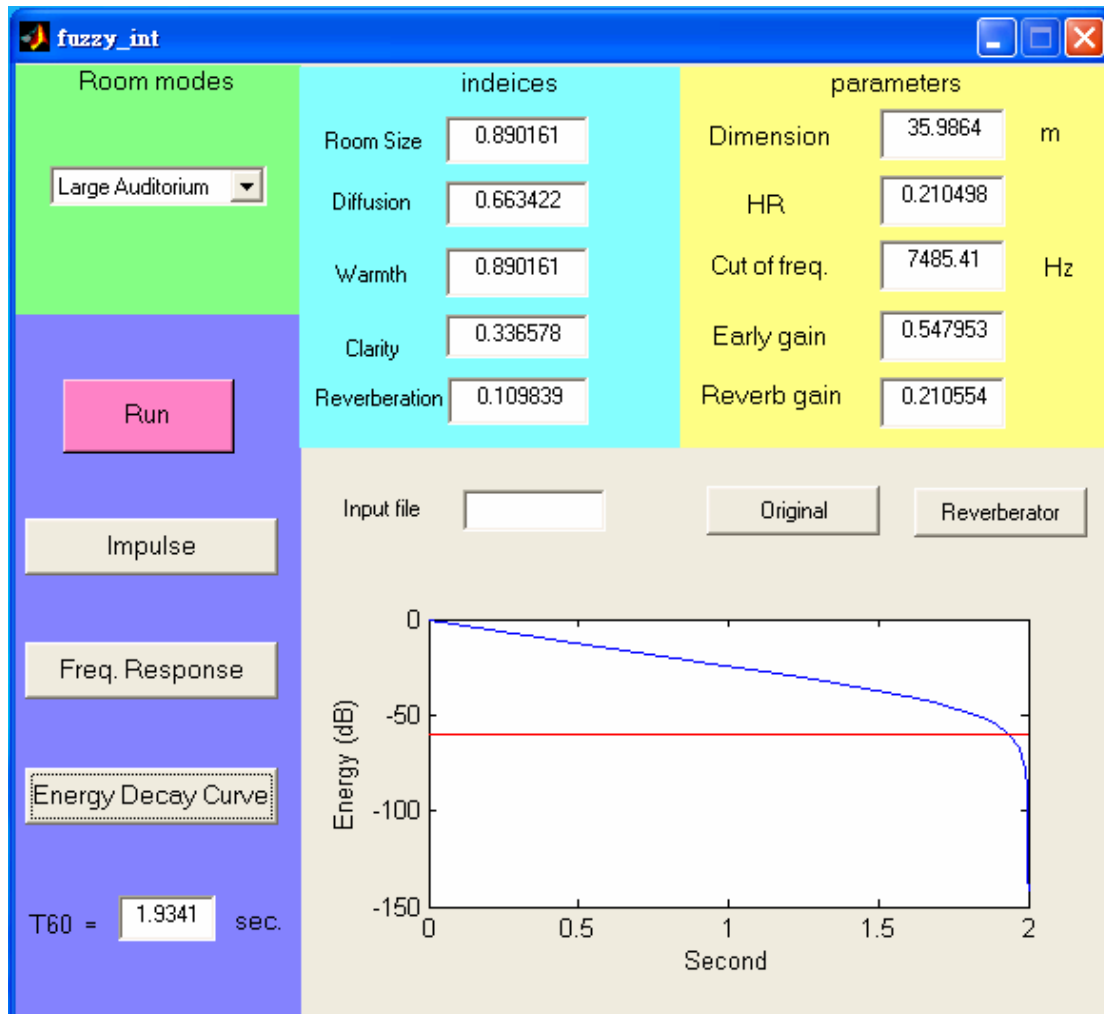 fuzzy_int
Room modes
Large Auditorium
indeices
Room Size 0.890161
Diffusion 0.663422
Warmth 0.890161
Clarity 0.336578
Reverberation 0.109839
parameters
Dimension 35.9864 m
HR 0.210498
Cut of freq. 7485.41 Hz
Early gain 0.547953
Reverb gain 0.210554
Run
Impulse
Freq. Response
Energy Decay Curve
T60 = 1.9341 sec.
Input file
Original
Reverberator
Energy (dB)
0
-50
-100
-150
0 0.5 1 1.5 2
Second